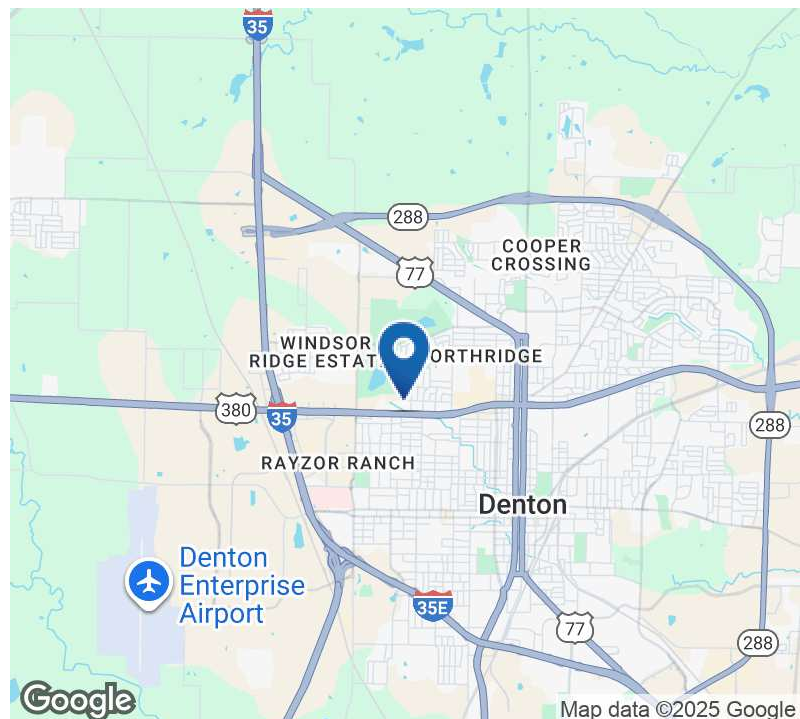 35
288
COOPER
CROSSING
77
WINDSOR
RIDGE ESTAT
ORTHRIDGE
380
35
288
RAYZOR RANCH
Denton
Denton
Enterprise
Airport
35E
77
288
Google
Map data ©2025 Google